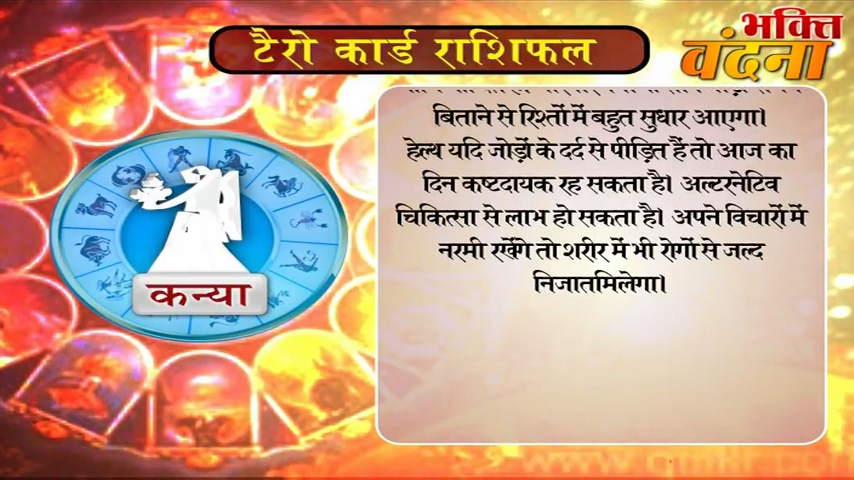 टैरो कार्ड राशिफल
भक्ति
वंदना
बिताने से रिश्तों में बहुत सुधार आएगा।
हेल्थ यदि जोड़ों के दर्द से पीड़ित हैं तो आज का
दिन कष्टदायक रह सकता है। अल्टरनेटिव
चिकित्सा से लाभ हो सकता है। अपने विचारों में
नरमी रखेंगे तो शरीर में भी रोगों से जल्द
निजातमिलेगा।
कन्या